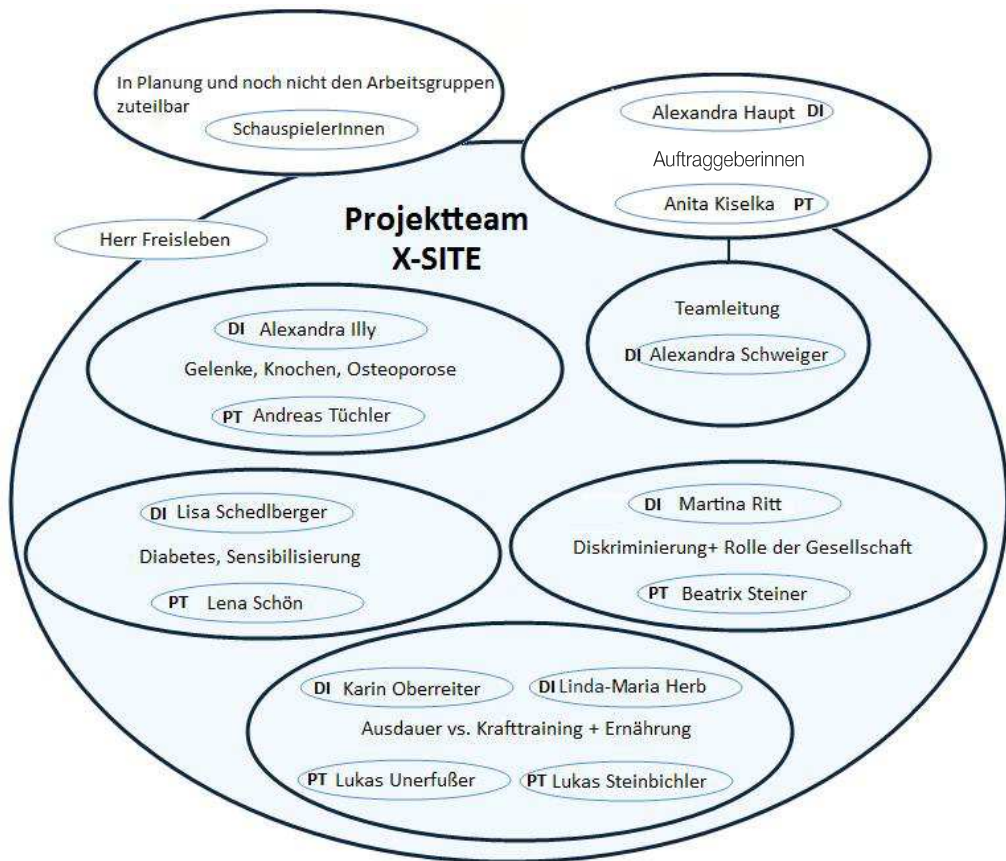 In Planung und noch nicht den Arbeitsgruppen
zuteilbar
SchauspielerInnen
Alexandra Haupt DI
Auftraggeberinnen
Anita Kiselka PT
Herr Freisleben
Projektteam
X-SITE
Teamleitung
DI Alexandra Schweiger
DI Alexandra Illy
Gelenke, Knochen, Osteoporose
PT Andreas Tüchler
DI Lisa Schedlberger
Diabetes, Sensibilisierung
PT Lena Schön
DI Martina Ritt
Diskriminierung+ Rolle der Gesellschaft
PT Beatrix Steiner
DI Karin Oberreiter
DI Linda-Maria Herb
Ausdauer vs. Krafttraining + Ernährung
PT Lukas Unerfußer
PT Lukas Steinbichler